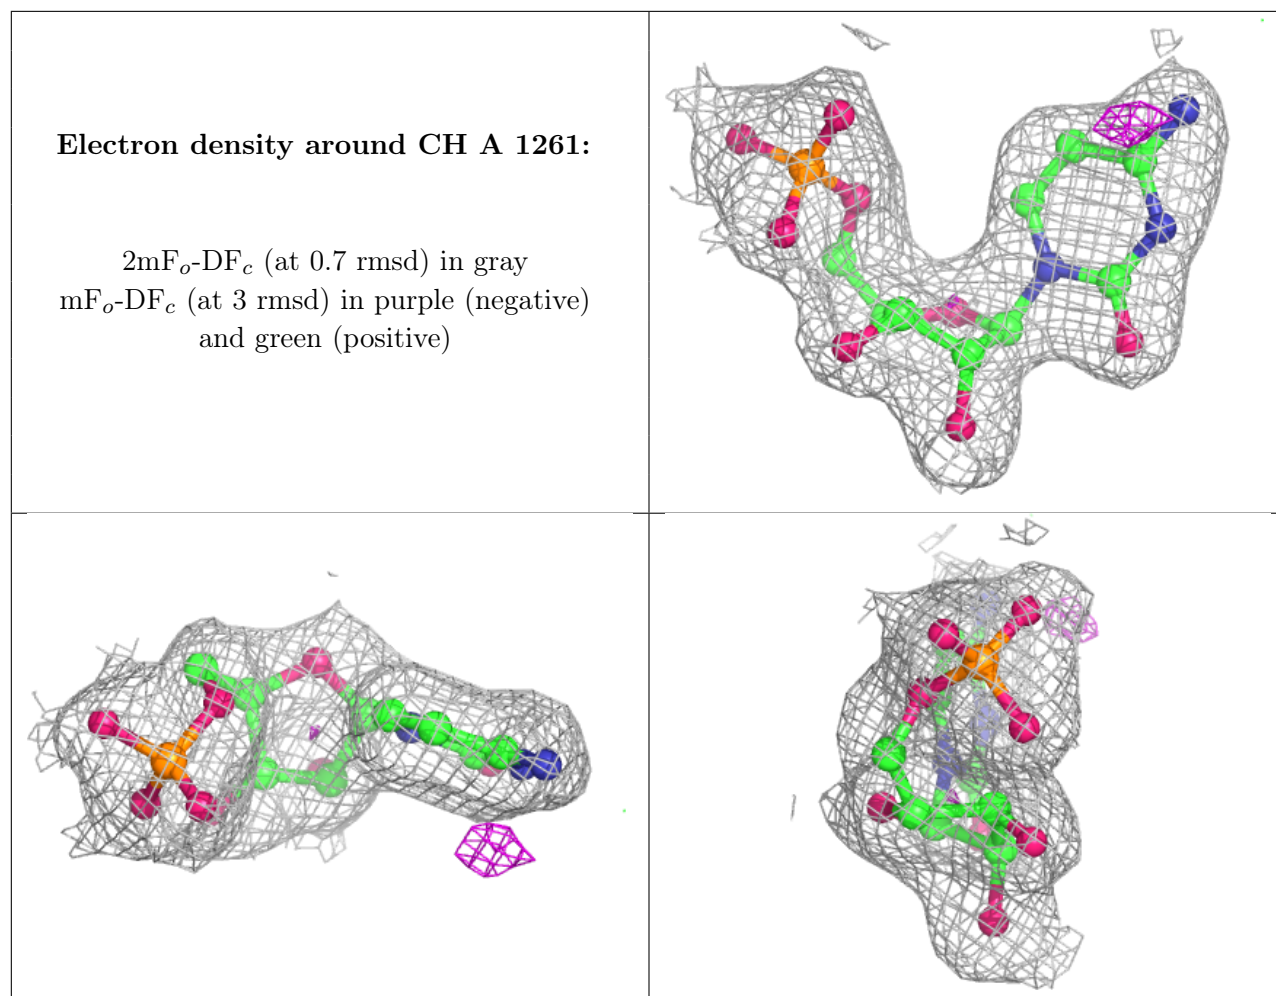 Electron density around CH A 1261:
2mFo-DFc (at 0.7 rmsd) in gray
mFo-DFc (at 3 rmsd) in purple (negative)
and green (positive)